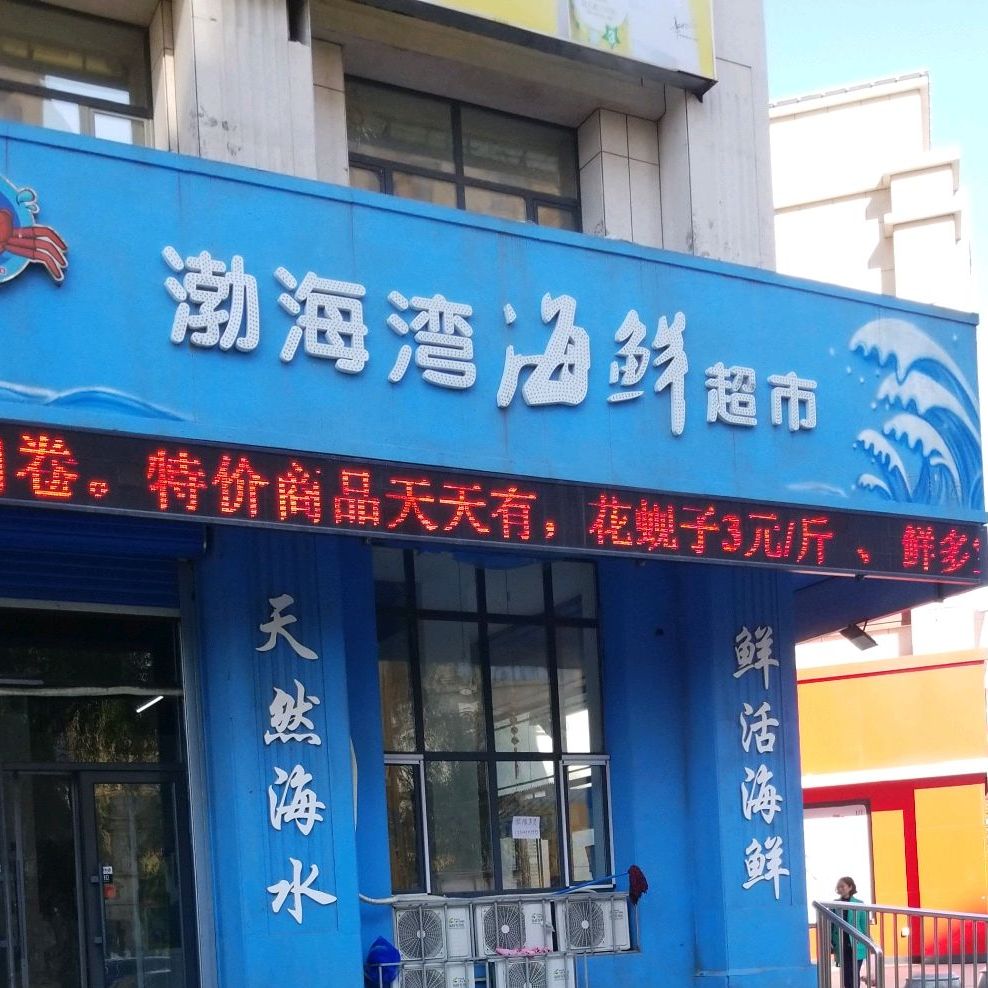 渤海湾海鲜超市
卷。特价商品天天有，花蚬子3元/斤、鲜多
天然海水
鲜活海鲜